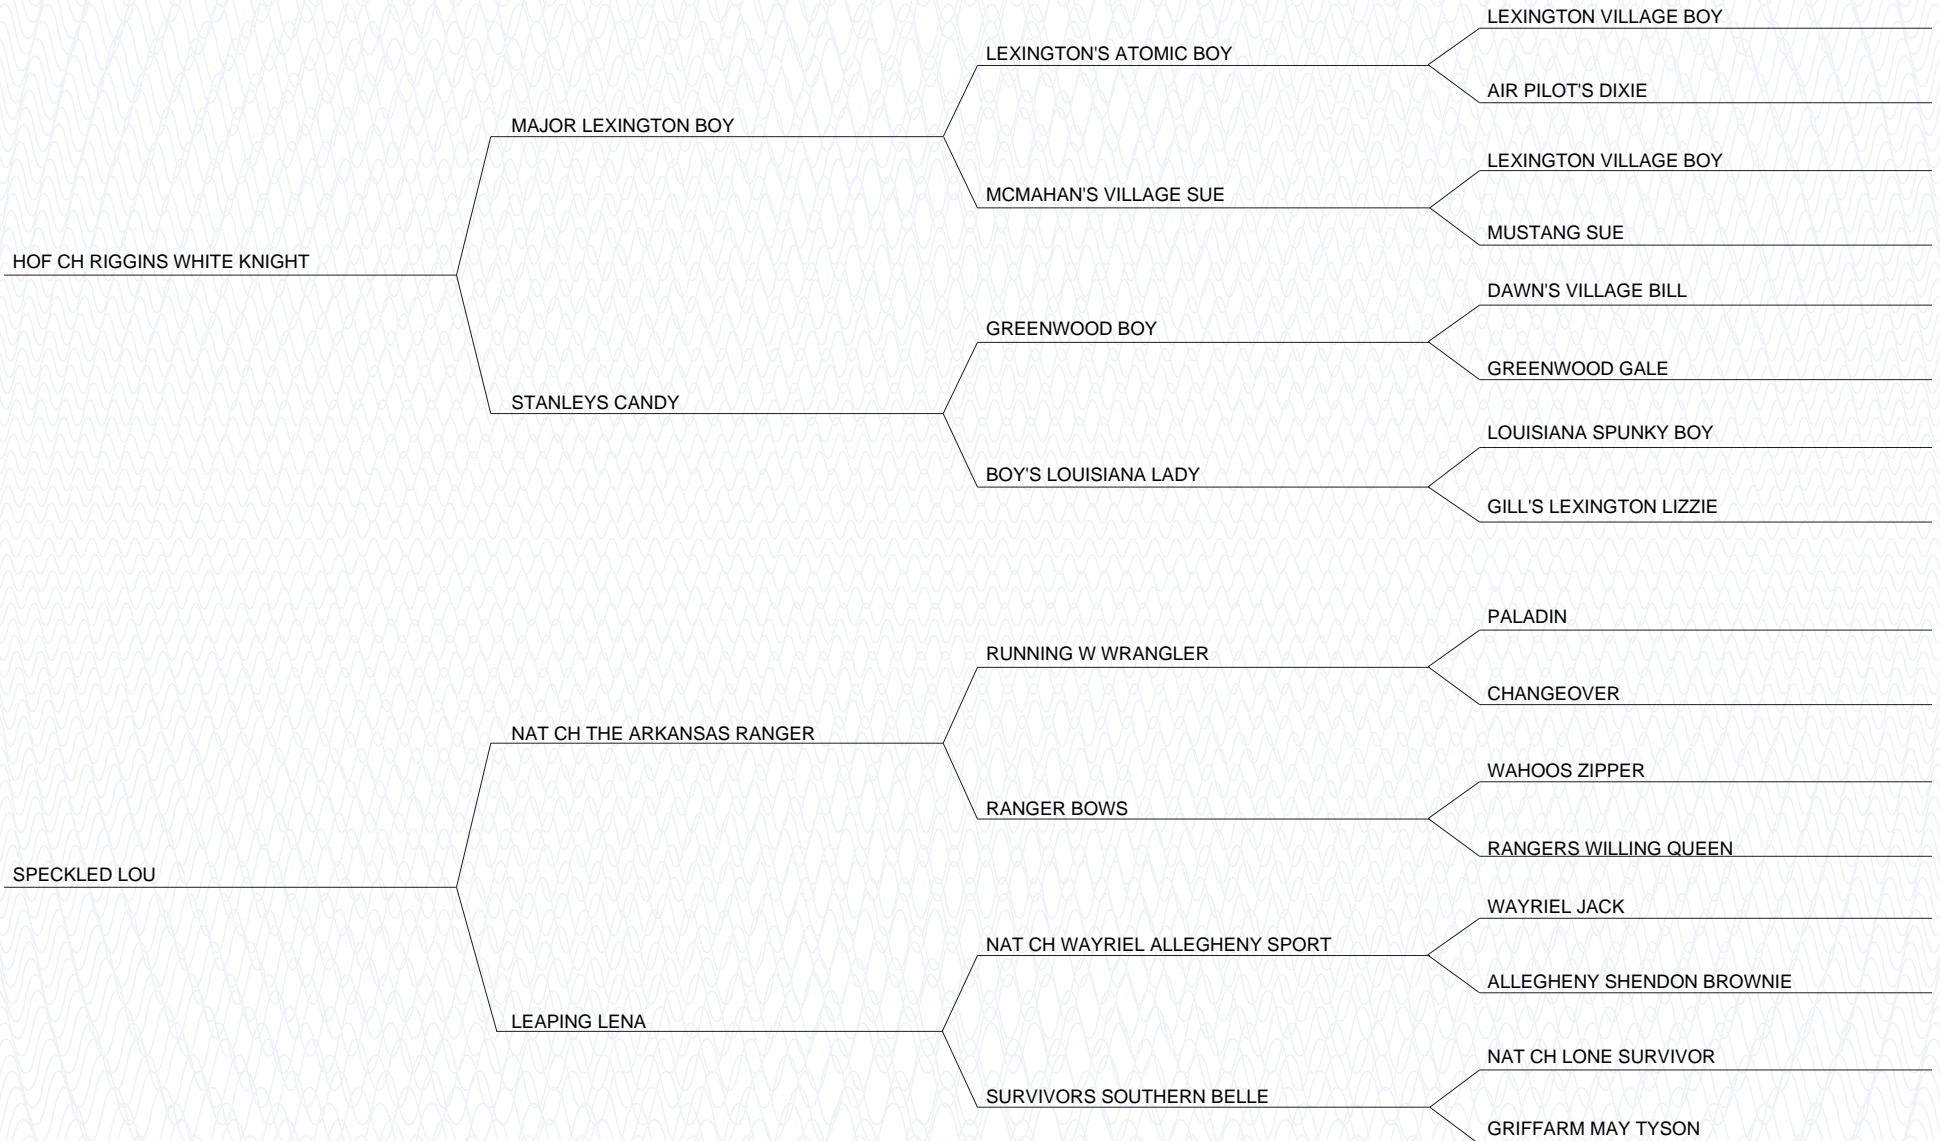 LEXINGTON VILLAGE BOY
LEXINGTON'S ATOMIC BOY
AIR PILOT'S DIXIE
MAJOR LEXINGTON BOY
LEXINGTON VILLAGE BOY
MCMAHAN'S VILLAGE SUE
MUSTANG SUE
HOF CH RIGGINS WHITE KNIGHT
DAWN'S VILLAGE BILL
GREENWOOD BOY
GREENWOOD GALE
STANLEYS CANDY
LOUISIANA SPUNKY BOY
BOY'S LOUISIANA LADY
GILL'S LEXINGTON LIZZIE
PALADIN
RUNNING W WRANGLER
CHANGEOVER
NAT CH THE ARKANSAS RANGER
WAHOOS ZIPPER
RANGER BOWS
RANGERS WILLING QUEEN
SPECKLED LOU
WAYRIEL JACK
NAT CH WAYRIEL ALLEGHENY SPORT
ALLEGHENY SHENDON BROWNIE
LEAPING LENA
NAT CH LONE SURVIVOR
SURVIVORS SOUTHERN BELLE
GRIFFARM MAY TYSON